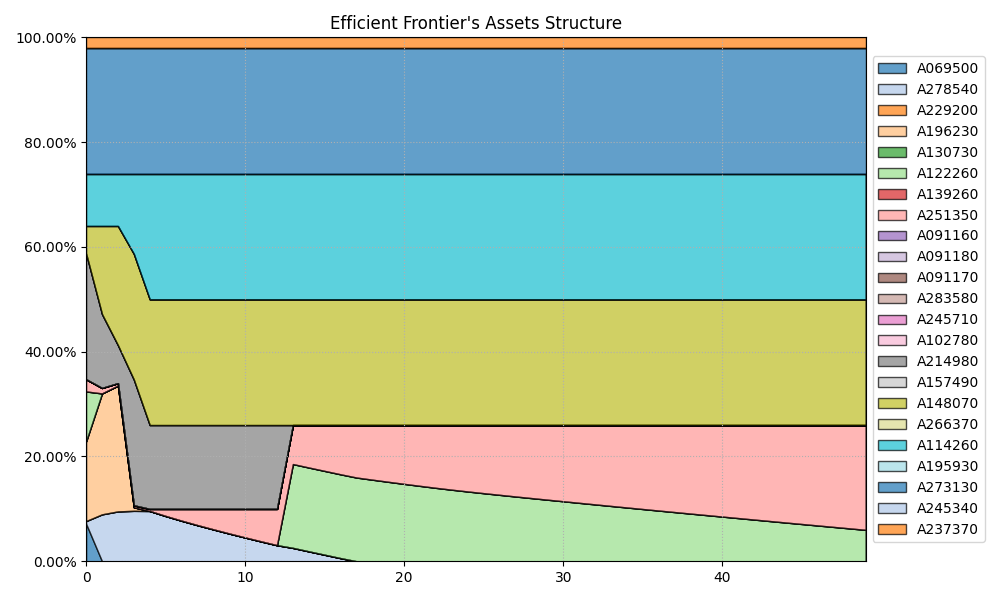 Efficient Frontier's Assets Structure
100.00%
80.00%
60.00%
40.00%
20.00%
0.00%
0
10
20
30
40
A069500
A278540
A229200
A196230
A130730
A122260
A139260
A251350
A091160
A091180
A091170
A283580
A245710
A102780
A214980
A157490
A148070
A266370
A114260
A195930
A273130
A245340
A237370